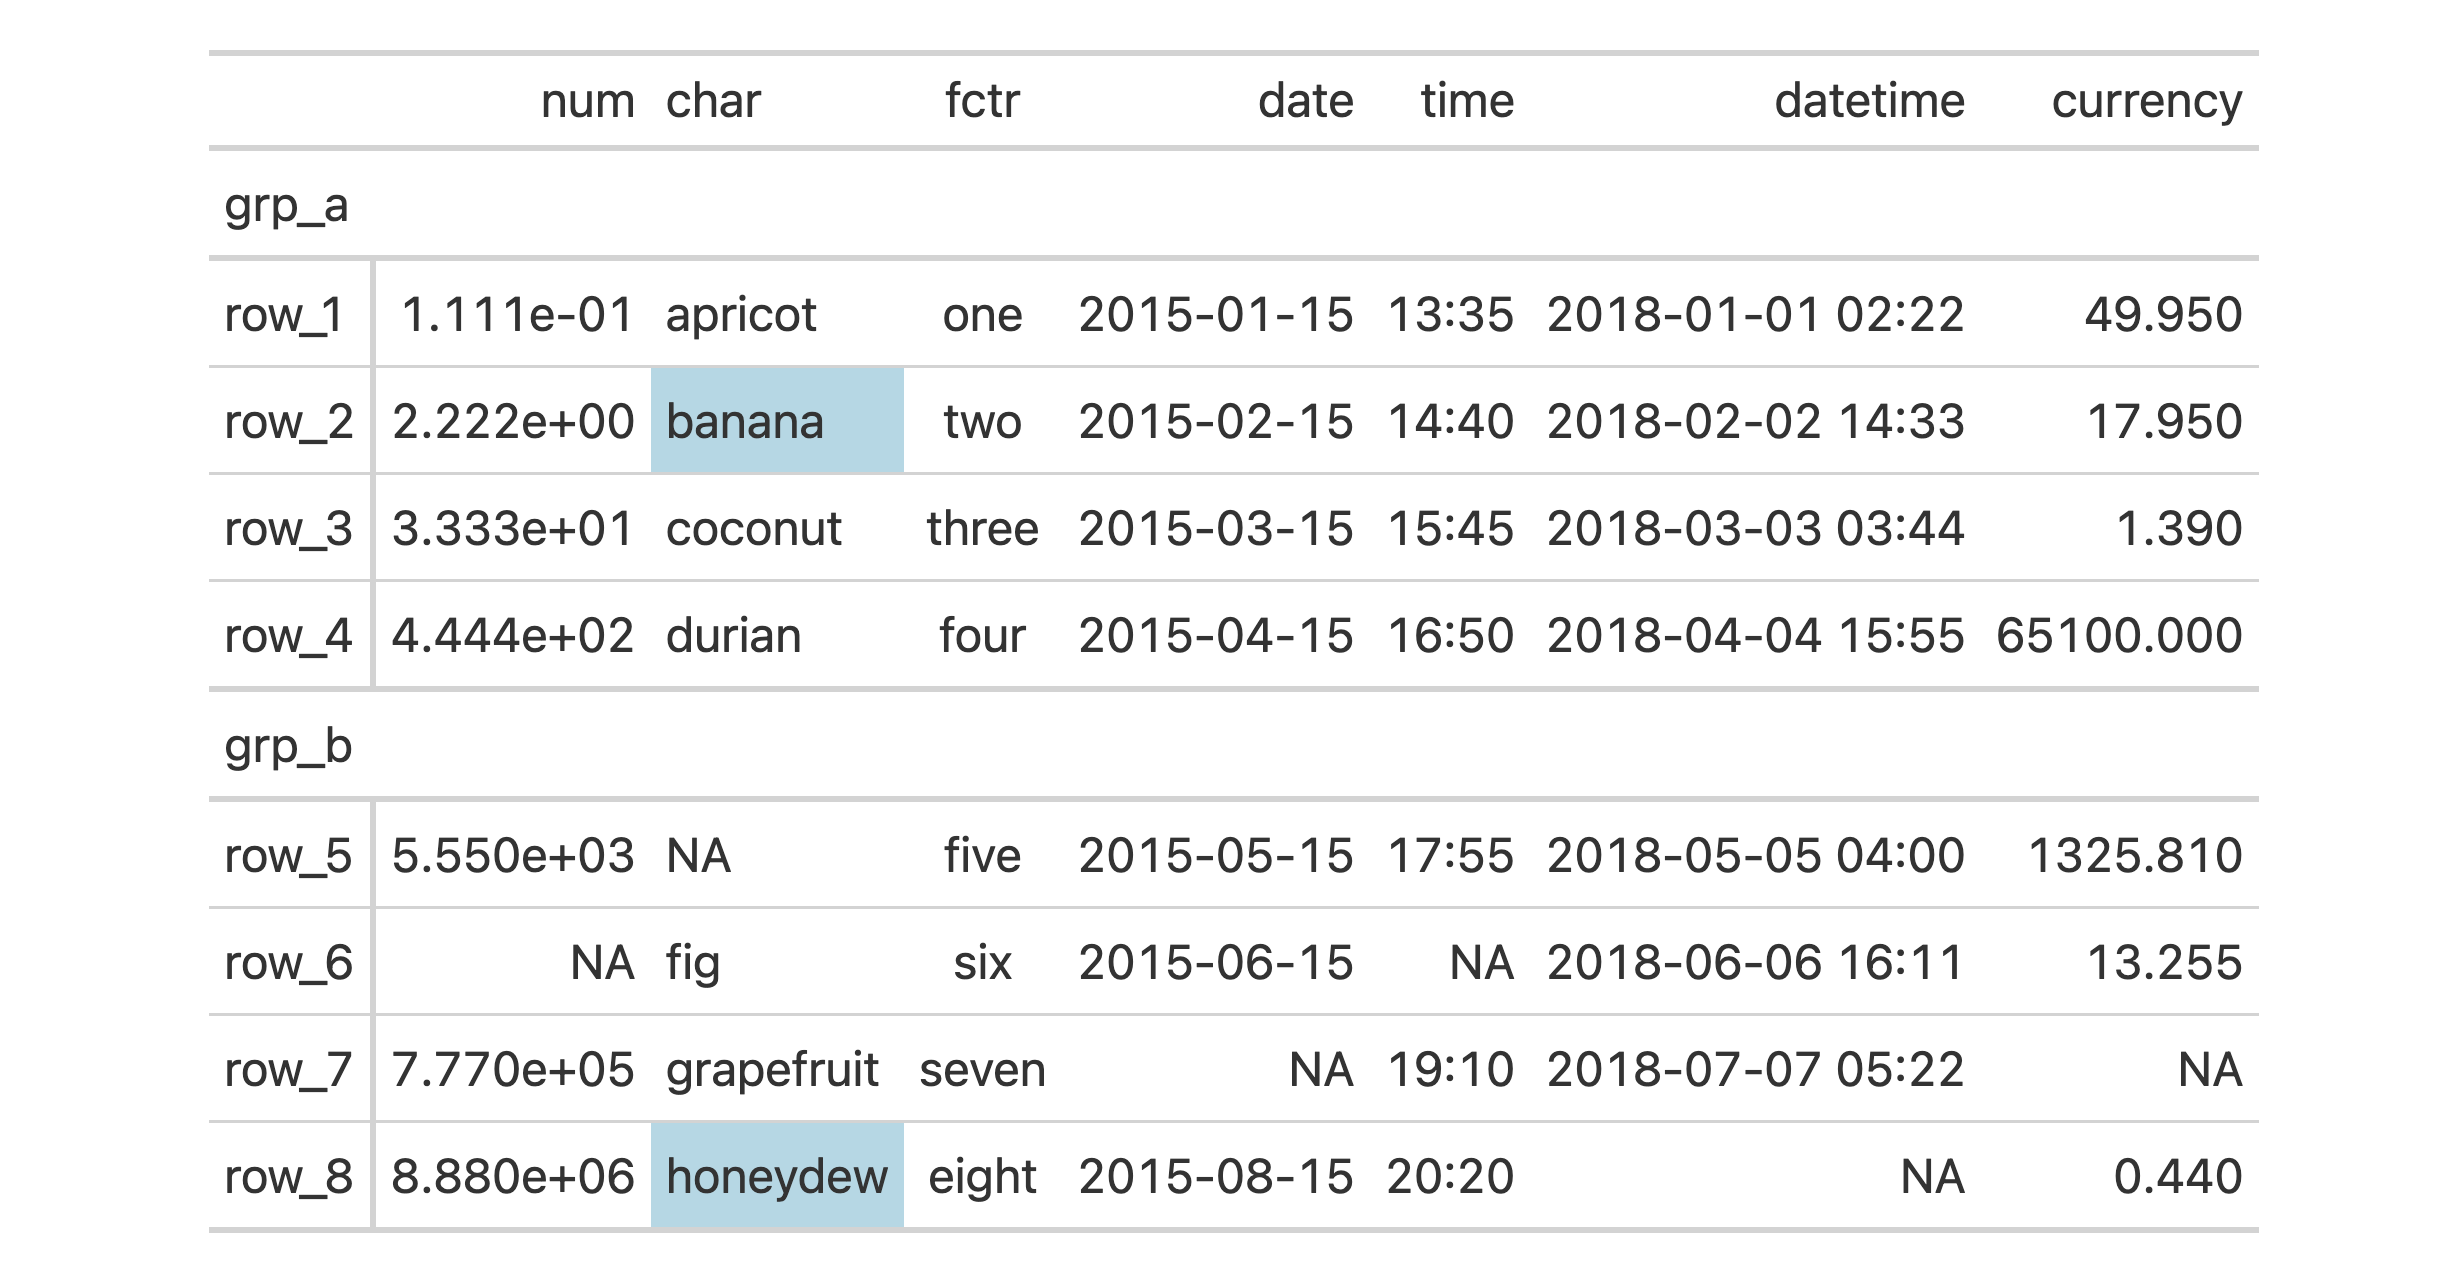 num char fctr date time datetime currency
grp_a
row_1 1.111e-01 apricot one 2015-01-15 13:35 2018-01-01 02:22 49.950
row_2 2.222e+00 banana two 2015-02-15 14:40 2018-02-02 14:33 17.950
row_3 3.333e+01 coconut three 2015-03-15 15:45 2018-03-03 03:44 1.390
row_4 4.444e+02 durian four 2015-04-15 16:50 2018-04-04 15:55 65100.000
grp_b
row_5 5.550e+03 NA five 2015-05-15 17:55 2018-05-05 04:00 1325.810
row_6 NA fig six 2015-06-15 NA 2018-06-06 16:11 13.255
row_7 7.770e+05 grapefruit seven NA 19:10 2018-07-07 05:22 NA
row_8 8.880e+06 honeydew eight 2015-08-15 20:20 NA 0.440